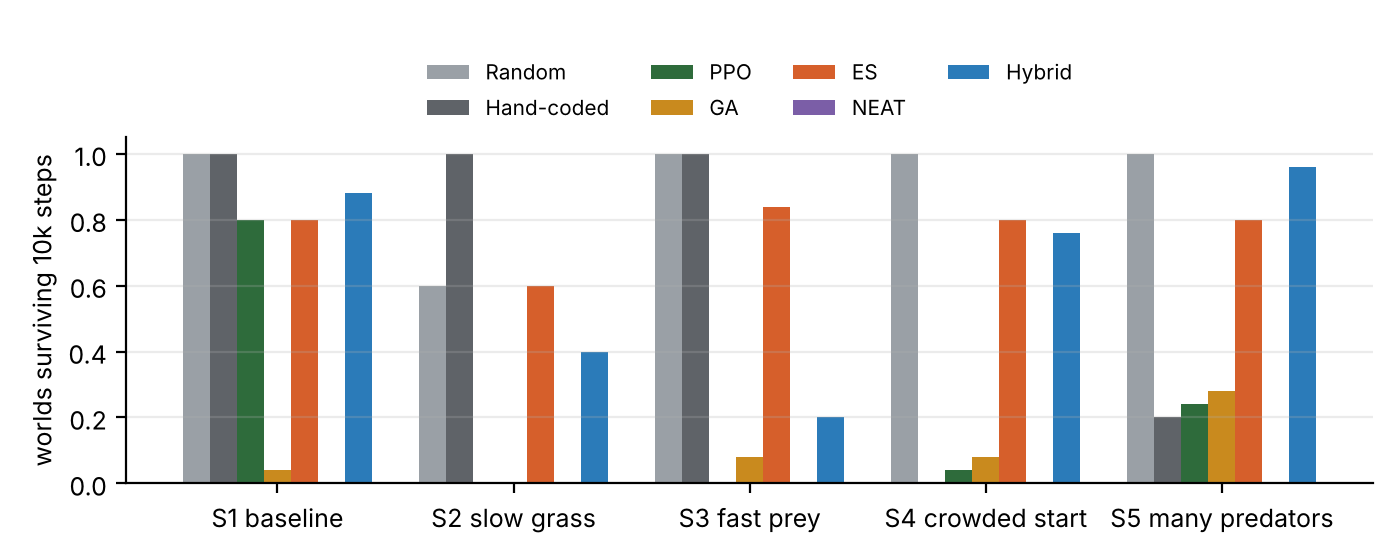 Random PPO ES Hybrid
Hand-coded GA NEAT
worlds surviving 10k steps
1.0
0.8
0.6
0.4
0.2
0.0
S1 baseline S2 slow grass S3 fast prey S4 crowded start S5 many predators